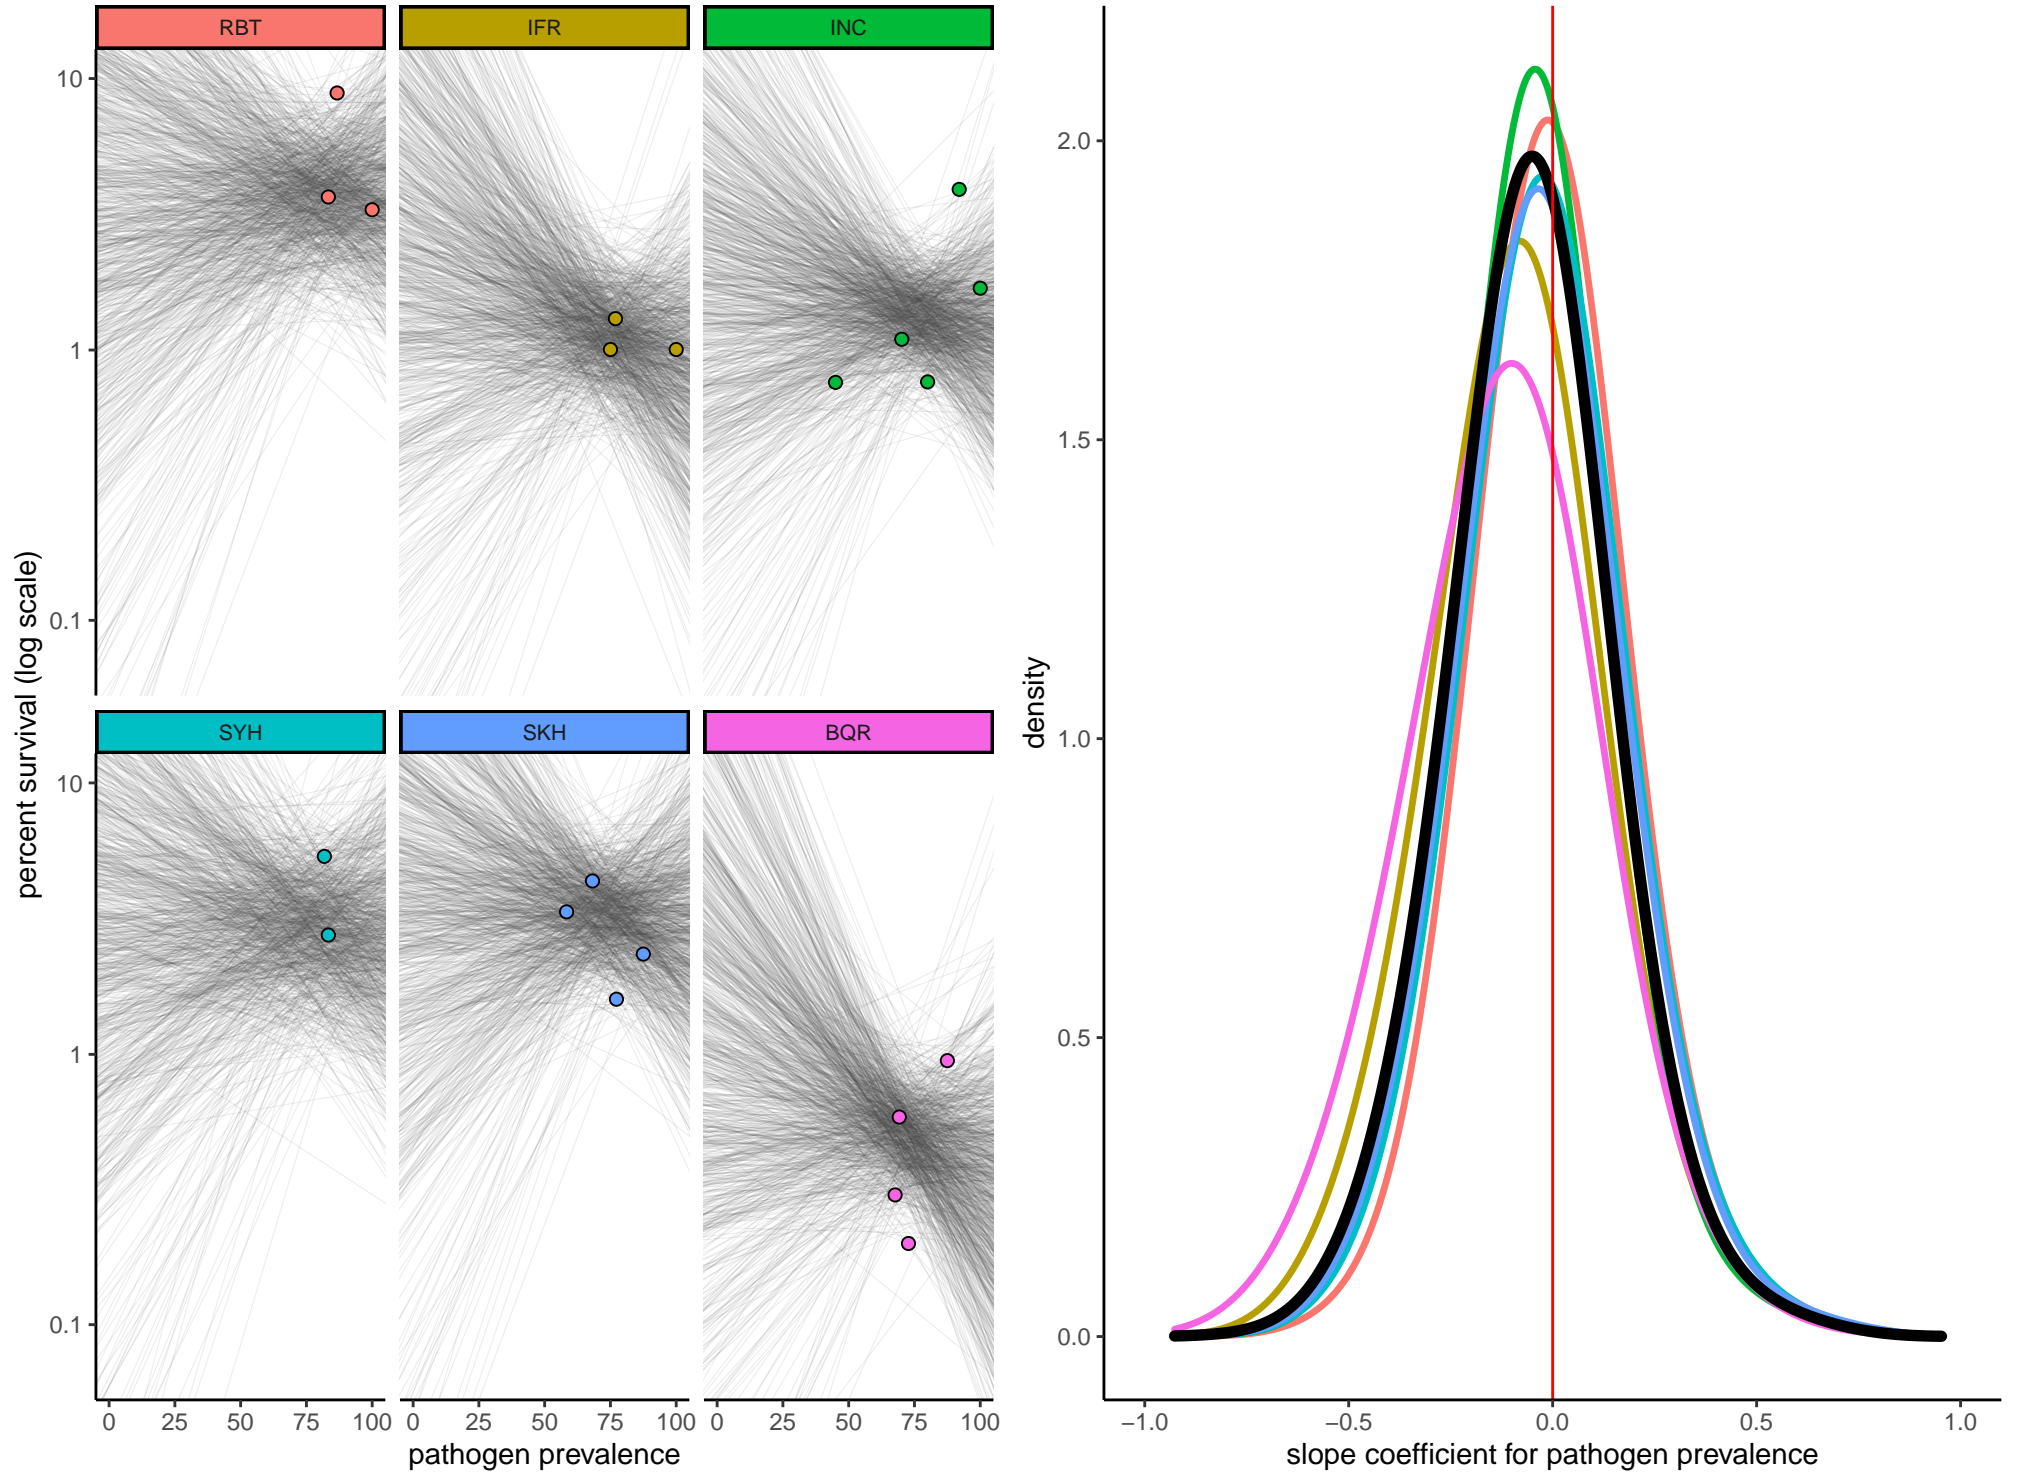 RBT IFR INC
10
1
0.1
SYH SKH BQR
10
1
0.1
0 25 50 75 100 0 25 50 75 100 0 25 50 75 100
pathogen prevalence
percent survival (log scale)
2.0
1.5
1.0
0.5
0.0
density
−1.0 −0.5 0.0 0.5 1.0
slope coefficient for pathogen prevalence